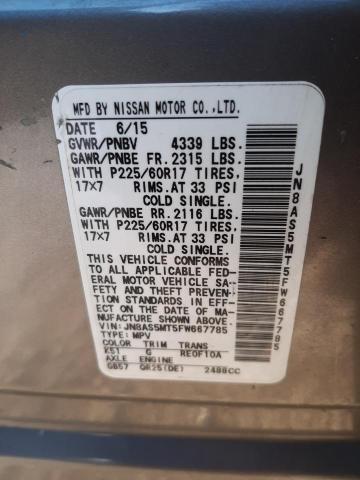 MFD BY NISSAN MOTOR CO.,LTD.
DATE 6/15
GVWR/PNBV 4339 LBS.
GAWR/PNBE FR. 2315 LBS.
WITH P225/60R17 TIRES,
17x7 RIMS. AT 33 PSI
COLD SINGLE.
GAWR/PNBE RR. 2116 LBS.
WITH P225/60R17 TIRES,
17x7 RIMS. AT 33 PSI
COLD SINGLE.
THIS VEHICLE CONFORMS
TO ALL APPLICABLE FED-
ERAL MOTOR VEHICLE SA-
FETY AND THEFT PREV-
ENTION STANDARDS IN EFF-
ECT ON THE DATE OF MA-
NUFACTURE SHOWN ABOVE.
VIN: JN8AS5MT5FW667785
TYPE: MPV
COLOR TRIM TRANS
K51 G RE0F10A
AXLE ENGINE
GB57 QR25(DE) 2488CC
JN8AS5MT5FW667785